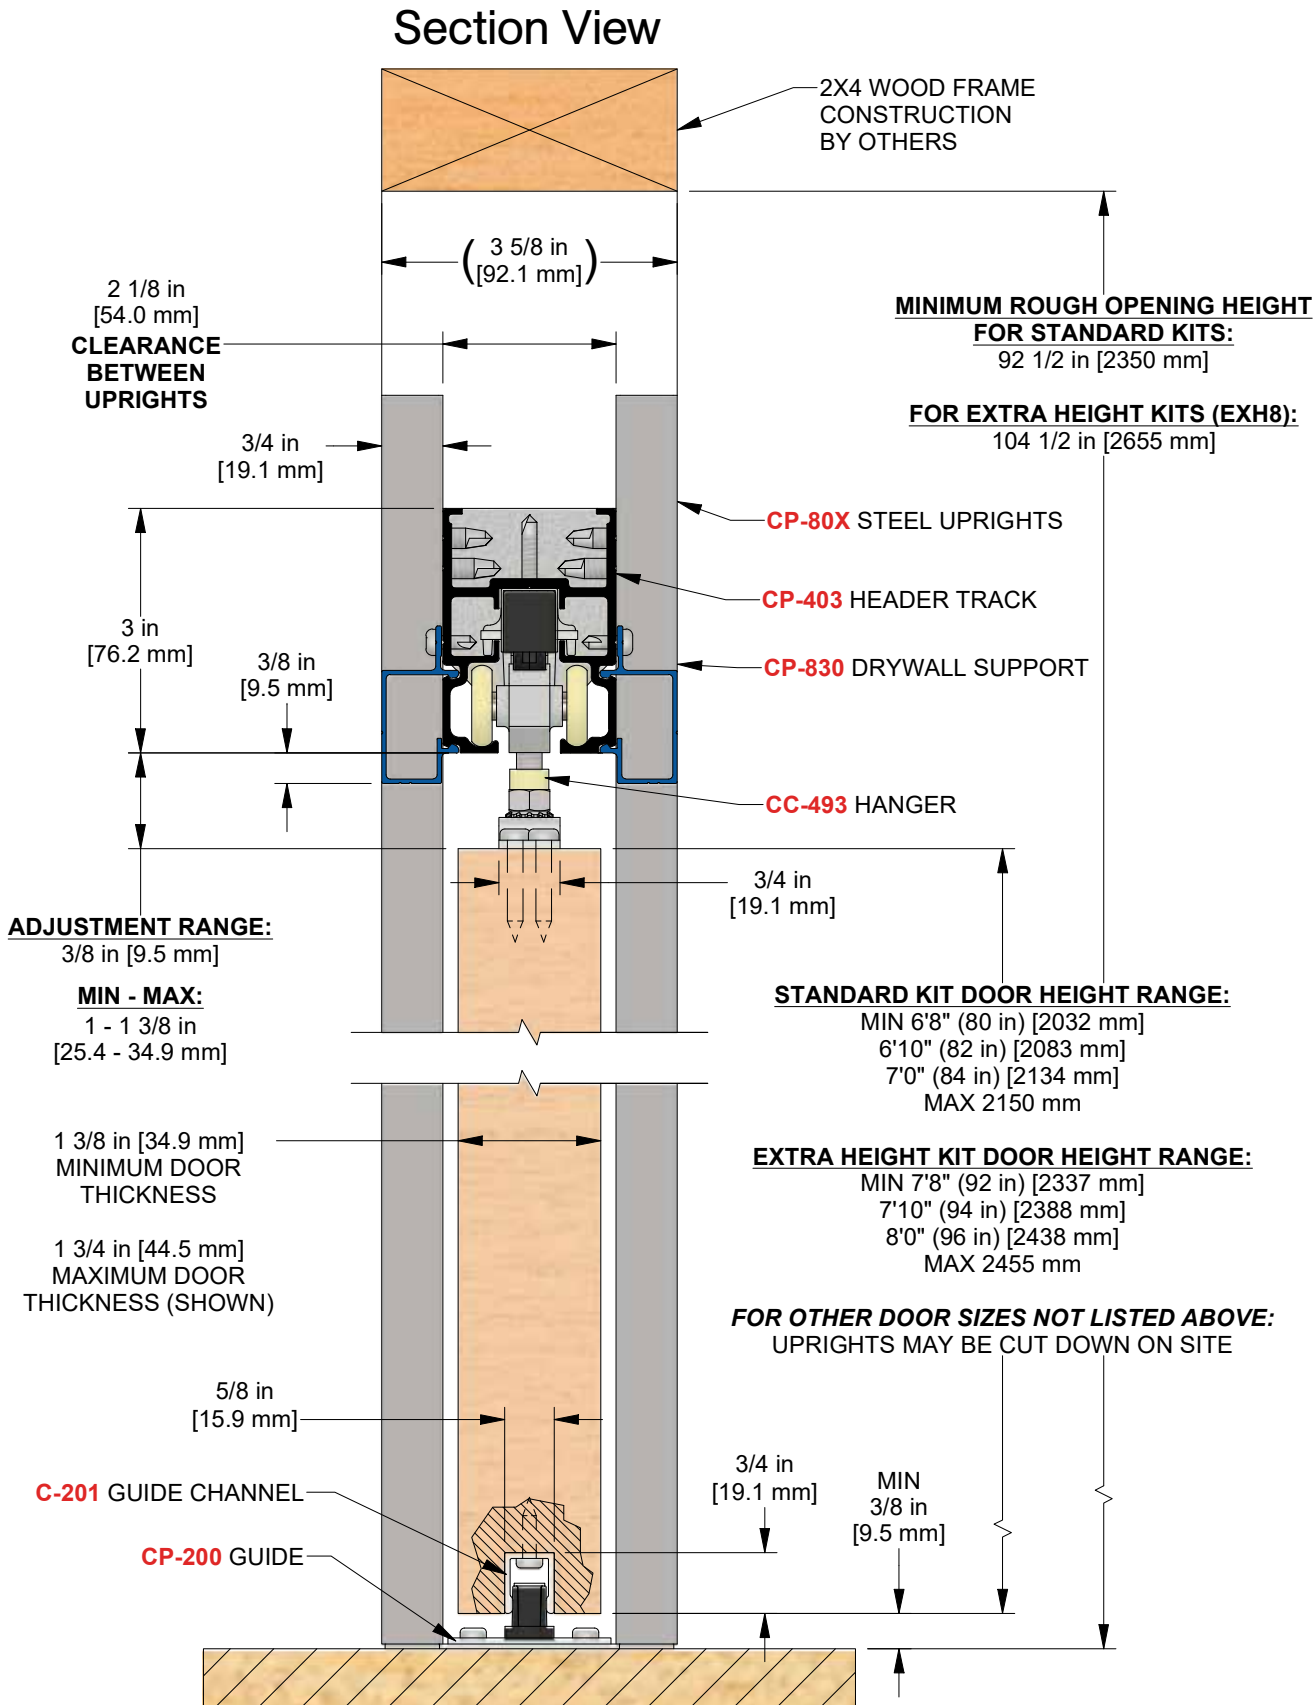 Section View
2X4 WOOD FRAME
CONSTRUCTION
BY OTHERS
( 3 5/8 in )
[92.1 mm]
2 1/8 in
[54.0 mm]
CLEARANCE
BETWEEN
UPRIGHTS
MINIMUM ROUGH OPENING HEIGHT
FOR STANDARD KITS:
92 1/2 in [2350 mm]
FOR EXTRA HEIGHT KITS (EXH8):
104 1/2 in [2655 mm]
3/4 in
[19.1 mm]
CP-80X STEEL UPRIGHTS
CP-403 HEADER TRACK
3 in
[76.2 mm]
3/8 in
[9.5 mm]
CP-830 DRYWALL SUPPORT
CC-493 HANGER
3/4 in
[19.1 mm]
ADJUSTMENT RANGE:
3/8 in [9.5 mm]
MIN - MAX:
1 - 1 3/8 in
[25.4 - 34.9 mm]
STANDARD KIT DOOR HEIGHT RANGE:
MIN 6'8" (80 in) [2032 mm]
6'10" (82 in) [2083 mm]
7'0" (84 in) [2134 mm]
MAX 2150 mm
1 3/8 in [34.9 mm]
MINIMUM DOOR
THICKNESS
1 3/4 in [44.5 mm]
MAXIMUM DOOR
THICKNESS (SHOWN)
EXTRA HEIGHT KIT DOOR HEIGHT RANGE:
MIN 7'8" (92 in) [2337 mm]
7'10" (94 in) [2388 mm]
8'0" (96 in) [2438 mm]
MAX 2455 mm
FOR OTHER DOOR SIZES NOT LISTED ABOVE:
UPRIGHTS MAY BE CUT DOWN ON SITE
5/8 in
[15.9 mm]
C-201 GUIDE CHANNEL
CP-200 GUIDE
3/4 in
[19.1 mm]
MIN
3/8 in
[9.5 mm]